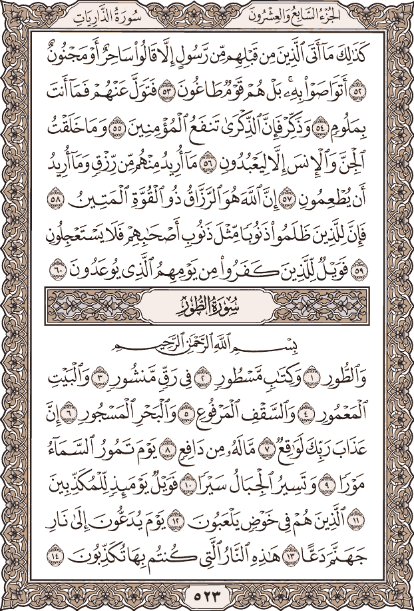 الجزء السابع والعشرون سورة الذاريات
كَذَٰلِكَ مَآ أَتَى ٱلَّذِينَ مِن قَبْلِهِم مِّن رَّسُولٍ إِلَّا قَالُوا۟ سَاحِرٌ أَوْ مَجْنُونٌ
٥٢ أَتَوَاصَوْا۟ بِهِۦ ۚ بَلْ هُمْ قَوْمٌ طَاغُونَ ٥٣ فَتَوَلَّ عَنْهُمْ فَمَآ أَنتَ
بِمَلُومٍ ٥٤ وَذَكِّرْ فَإِنَّ ٱلذِّكْرَىٰ تَنفَعُ ٱلْمُؤْمِنِينَ ٥٥ وَمَا خَلَقْتُ
ٱلْجِنَّ وَٱلْإِنسَ إِلَّا لِيَعْبُدُونِ ٥٦ مَآ أُرِيدُ مِنْهُم مِّن رِّزْقٍ وَمَآ أُرِيدُ
أَن يُطْعِمُونِ ٥٧ إِنَّ ٱللَّهَ هُوَ ٱلرَّزَّاقُ ذُو ٱلْقُوَّةِ ٱلْمَتِينُ ٥٨
فَإِنَّ لِلَّذِينَ ظَلَمُوا۟ ذَنُوبًا مِّثْلَ ذَنُوبِ أَصْحَٰبِهِمْ فَلَا يَسْتَعْجِلُونِ
٥٩ فَوَيْلٌ لِّلَّذِينَ كَفَرُوا۟ مِن يَوْمِهِمُ ٱلَّذِى يُوعَدُونَ ٦٠
سورة الطور
بِسْمِ ٱللَّهِ ٱلرَّحْمَٰنِ ٱلرَّحِيمِ
وَٱلطُّورِ ١ وَكِتَٰبٍ مَّسْطُورٍ ٢ فِى رَقٍّ مَّنشُورٍ ٣ وَٱلْبَيْتِ
ٱلْمَعْمُورِ ٤ وَٱلسَّقْفِ ٱلْمَرْفُوعِ ٥ وَٱلْبَحْرِ ٱلْمَسْجُورِ ٦ إِنَّ
عَذَابَ رَبِّكَ لَوَٰقِعٌ ٧ مَّا لَهُۥ مِن دَافِعٍ ٨ يَوْمَ تَمُورُ ٱلسَّمَآءُ
مَوْرًا ٩ وَتَسِيرُ ٱلْجِبَالُ سَيْرًا ١٠ فَوَيْلٌ يَوْمَئِذٍ لِّلْمُكَذِّبِينَ
١١ ٱلَّذِينَ هُمْ فِى خَوْضٍ يَلْعَبُونَ ١٢ يَوْمَ يُدَعُّونَ إِلَىٰ نَارِ
جَهَنَّمَ دَعًّا ١٣ هَٰذِهِ ٱلنَّارُ ٱلَّتِى كُنتُم بِهَا تُكَذِّبُونَ ١٤
٥٢٣